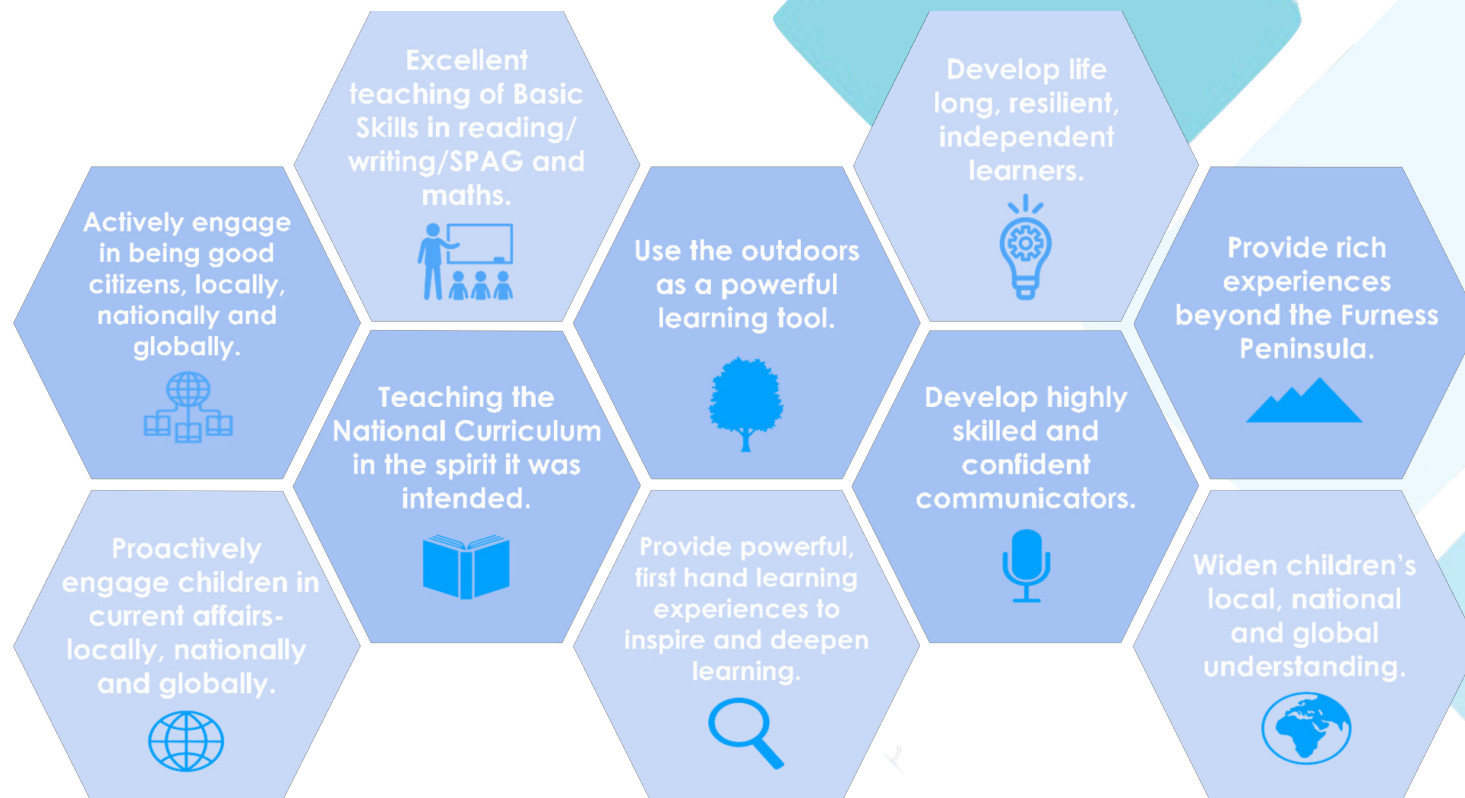 Excellent
teaching of Basic
Skills in reading/
writing/SPAG and
maths.
Develop life
long, resilient,
independent
learners.
Actively engage
in being good
citizens, locally,
nationally and
globally.
Use the outdoors
as a powerful
learning tool.
Provide rich
experiences
beyond the Furness
Peninsula.
Teaching the
National Curriculum
in the spirit it was
intended.
Develop highly
skilled and
confident
communicators.
Proactively
engage children in
current affairs-
locally, nationally
and globally.
Provide powerful,
first hand learning
experiences to
inspire and deepen
learning.
Widen children's
local, national
and global
understanding.